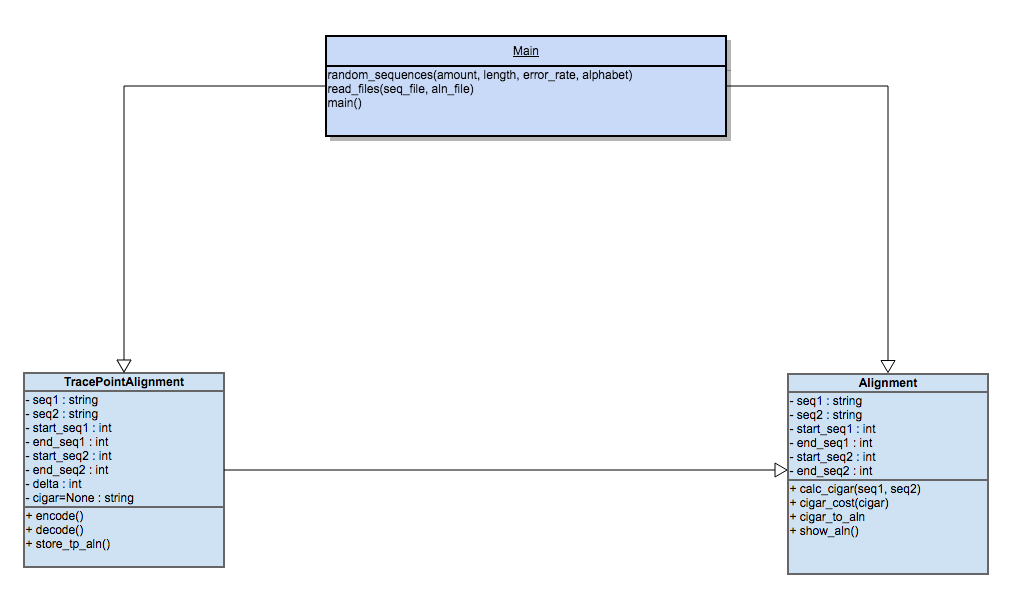 Main
random_sequences(amount, length, error_rate, alphabet)
read_files(seq_file, aln_file)
main()
TracePointAlignment
- seq1 : string
- seq2 : string
- start_seq1 : int
- end_seq1 : int
- start_seq2 : int
- end_seq2 : int
- delta : int
- cigar=None : string
+ encode()
+ decode()
+ store_tp_aln()
Alignment
- seq1 : string
- seq2 : string
- start_seq1 : int
- end_seq1 : int
- start_seq2 : int
- end_seq2 : int
+ calc_cigar(seq1, seq2)
+ cigar_cost(cigar)
+ cigar_to_aln
+ show_aln()